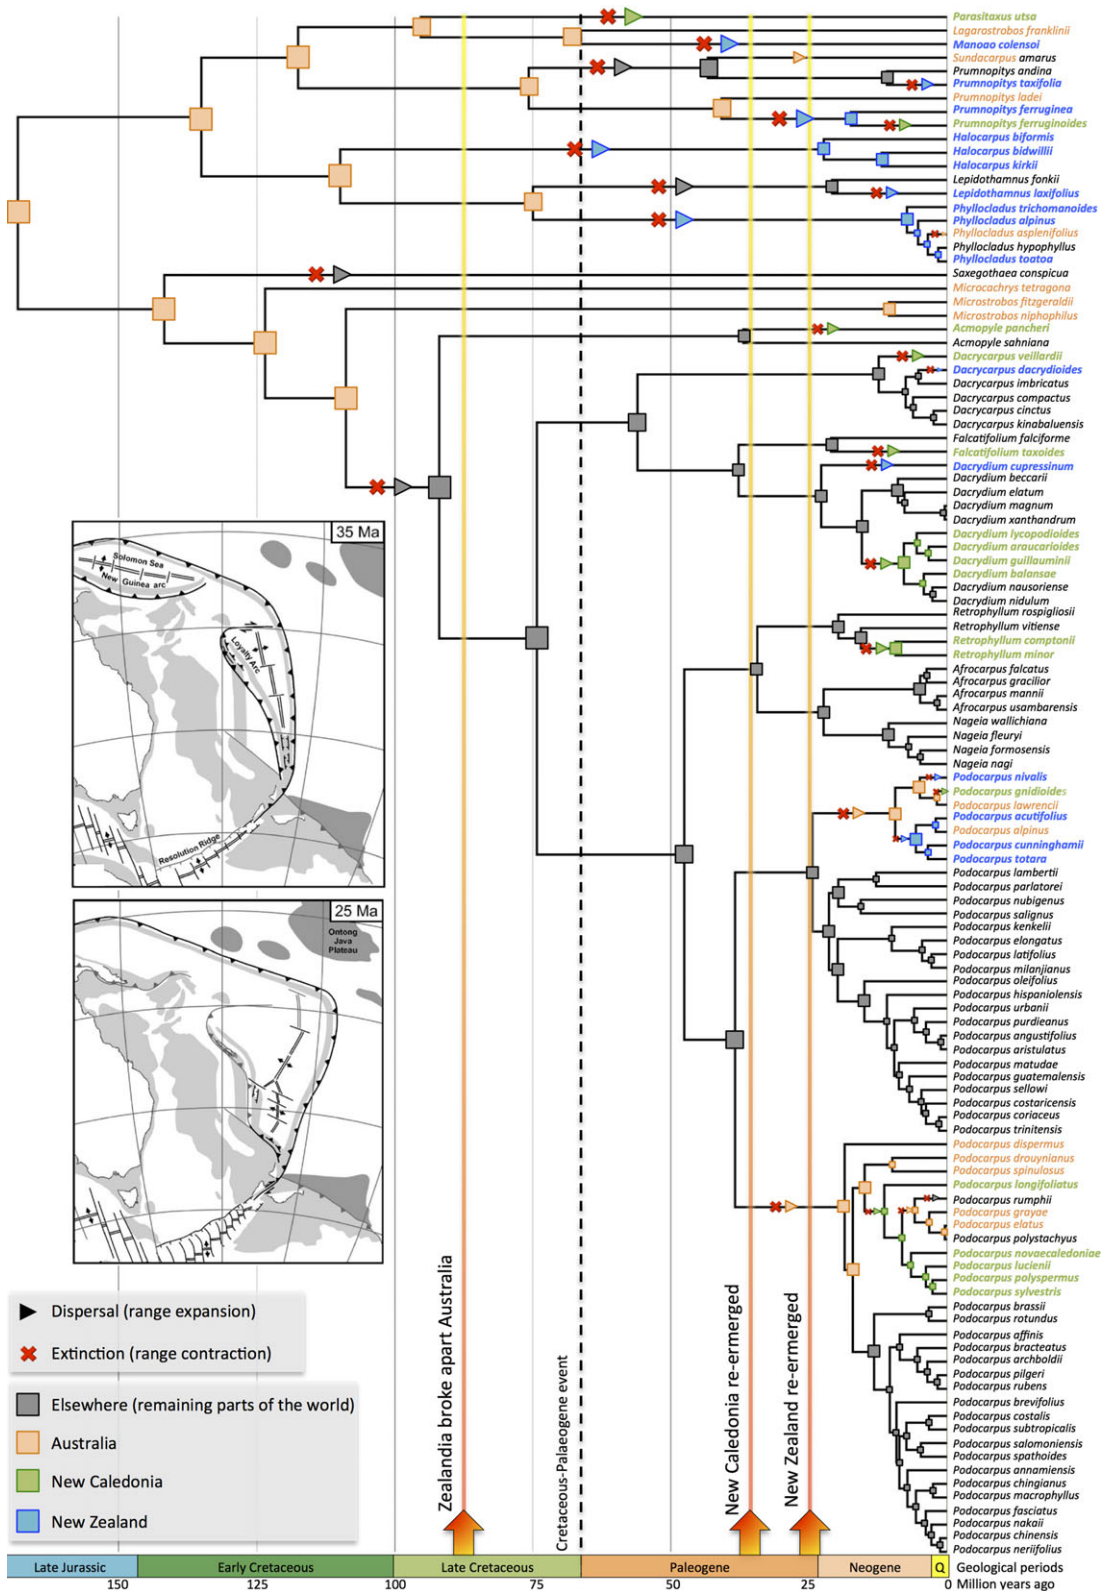 Parasitaxus utsa
Lagarostrobos franklinii
Manoao colensoi
Sundacarpus amarus
Prumnopitys andina
Prumnopitys taxifolia
Prumnopitys ladei
Prumnopitys ferruginea
Prumnopitys ferruginoides
Halocarpus biformis
Halocarpus bidwillii
Halocarpus kirkii
Lepidothamnus fonkii
Lepidothamnus laxifolius
Phyllocladus trichomanoides
Phyllocladus alpinus
Phyllocladus asplenifolius
Phyllocladus hypophyllus
Phyllocladus toatoa
Saxegothaea conspicua
Microcachrys tetragona
Microstrobos fitzgeraldii
Microstrobos niphophilus
Acmopyle pancheri
Acmopyle sahniana
Dacrycarpus veillardii
Dacrycarpus dacrydioides
Dacrycarpus imbricatus
Dacrycarpus compactus
Dacrycarpus cinctus
Dacrycarpus kinabaluensis
Falcatifolium falciforme
Falcatifolium taxoides
Dacrydium cupressinum
Dacrydium beccarii
Dacrydium elatum
Dacrydium magnum
Dacrydium xanthandrum
Dacrydium lycopodioides
Dacrydium araucarioides
Dacrydium guillauminii
Dacrydium balansae
Dacrydium nausoriense
Dacrydium nidulum
Retrophyllum rospigliosii
Retrophyllum vitiense
Retrophyllum comptonii
Retrophyllum minor
Afrocarpus falcatus
Afrocarpus gracilior
Afrocarpus mannii
Afrocarpus usambarensis
Nageia wallichiana
Nageia fleuryi
Nageia formosensis
Nageia nagi
Podocarpus nivalis
Podocarpus gnidioides
Podocarpus lawrencii
Podocarpus acutifolius
Podocarpus alpinus
Podocarpus cunninghamii
Podocarpus totara
Podocarpus lambertii
Podocarpus parlatorei
Podocarpus nubigenus
Podocarpus salignus
Podocarpus kenkelii
Podocarpus elongatus
Podocarpus latifolius
Podocarpus milanjianus
Podocarpus oleifolius
Podocarpus hispaniolensis
Podocarpus urbanii
Podocarpus purdieanus
Podocarpus angustifolius
Podocarpus aristulatus
Podocarpus matudae
Podocarpus guatemalensis
Podocarpus sellowi
Podocarpus costaricensis
Podocarpus coriaceus
Podocarpus trinitensis
Podocarpus dispermus
Podocarpus drouynianus
Podocarpus spinulosus
Podocarpus longifoliatus
Podocarpus rumphii
Podocarpus grayae
Podocarpus elatus
Podocarpus polystachyus
Podocarpus novaecaledoniae
Podocarpus lucienii
Podocarpus polyspermus
Podocarpus sylvestris
Podocarpus brassii
Podocarpus rotundus
Podocarpus affinis
Podocarpus bracteatus
Podocarpus archboldii
Podocarpus pilgeri
Podocarpus rubens
Podocarpus brevifolius
Podocarpus costalis
Podocarpus subtropicalis
Podocarpus salomoniensis
Podocarpus spathoides
Podocarpus annamiensis
Podocarpus chingianus
Podocarpus macrophyllus
Podocarpus fasciatus
Podocarpus nakaii
Podocarpus chinensis
Podocarpus neriifolius
35 Ma
Solomon Sea
New Guinea arc
Loyalty Arc
Resolution Ridge
25 Ma
Ontong
Java
Plateau
Dispersal (range expansion)
Extinction (range contraction)
Elsewhere (remaining parts of the world)
Australia
New Caledonia
New Zealand
Zealandia broke apart Australia
Cretaceous-Palaeogene event
New Caledonia re-ermerged
New Zealand re-ermerged
Late Jurassic Early Cretaceous Late Cretaceous Paleogene Neogene Q Geological periods
150 125 100 75 50 25 0 Million years ago